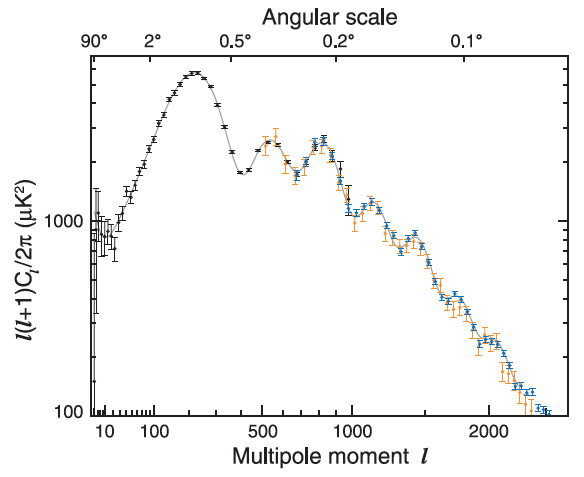 Angular scale
90° 2° 0.5° 0.2° 0.1°
l(l+1)Cl/2π (μK²)
1000
100
10 100 500 1000 2000
Multipole moment l